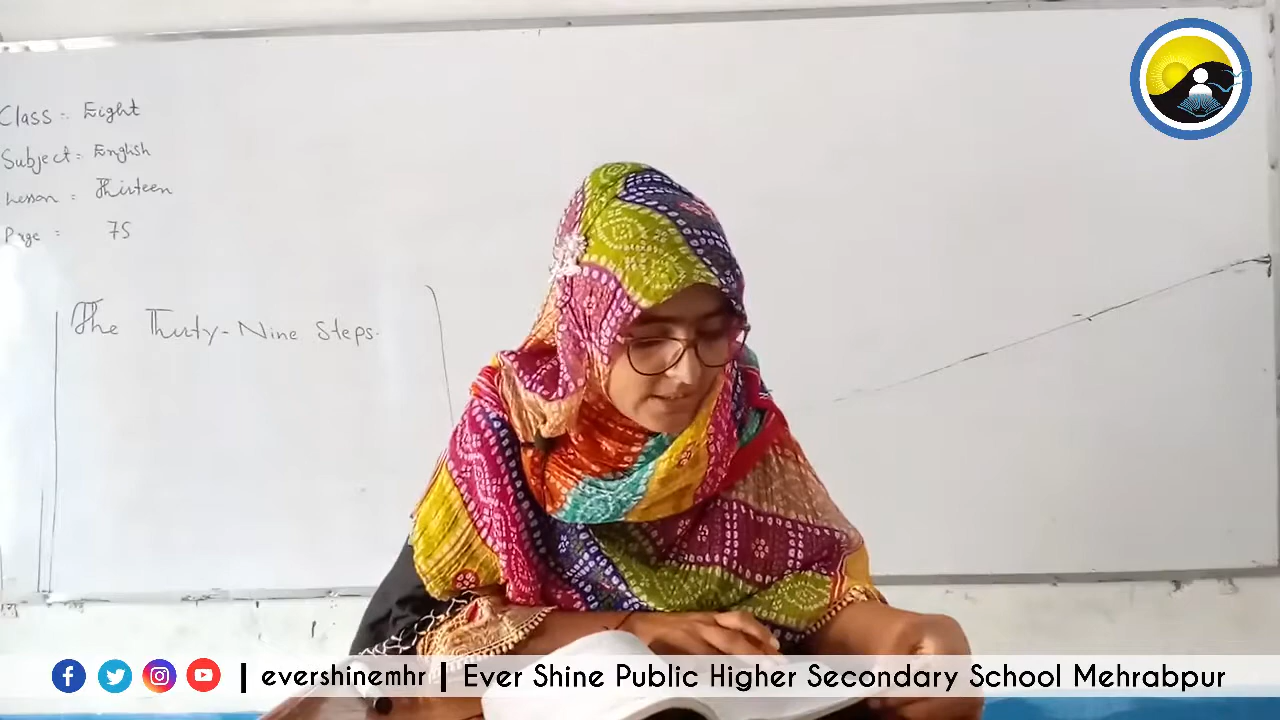 Class :- Eight
Subject :- English
Lesson :- Thirteen
Page :- 75
The Thirty-Nine Steps.
| evershinemhr | Ever Shine Public Higher Secondary School Mehrabpur